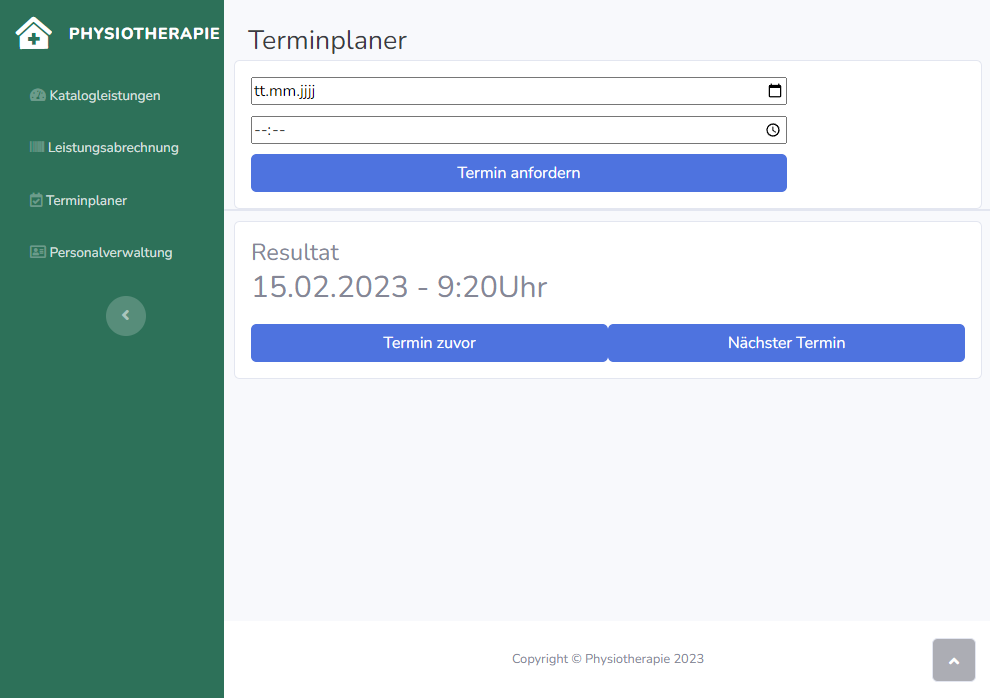 PHYSIOTHERAPIE
Katalogleistungen
Leistungsabrechnung
Terminplaner
Personalverwaltung
Terminplaner
tt.mm.jjjj
--:--
Termin anfordern
Resultat
15.02.2023 - 9:20Uhr
Termin zuvor
Nächster Termin
Copyright © Physiotherapie 2023